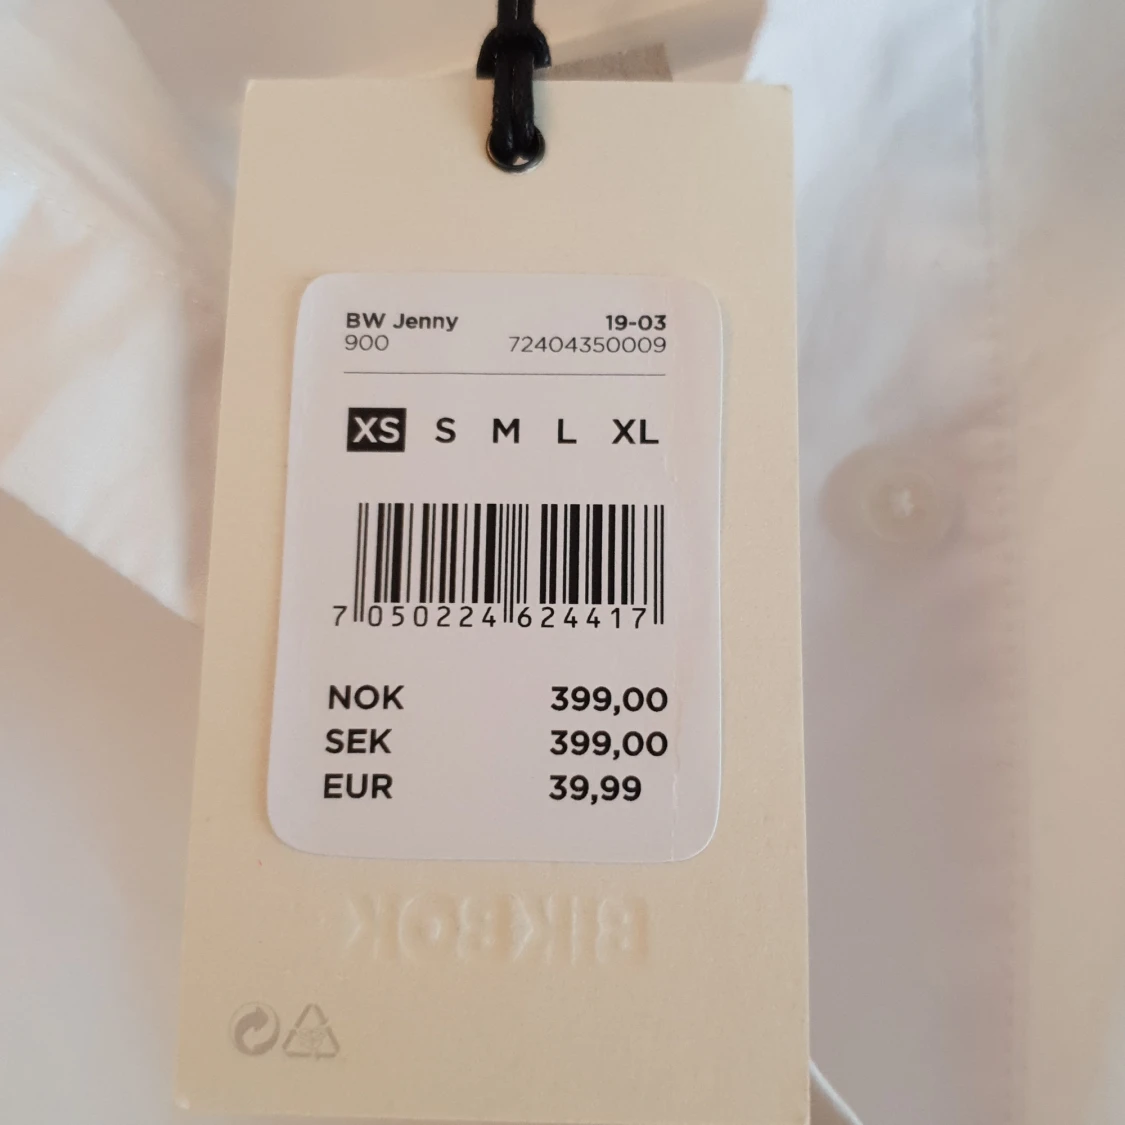 BW Jenny 19-03
900 72404350009
XS S M L XL
7 050224 624417
NOK 399,00
SEK 399,00
EUR 39,99
BIKBOK